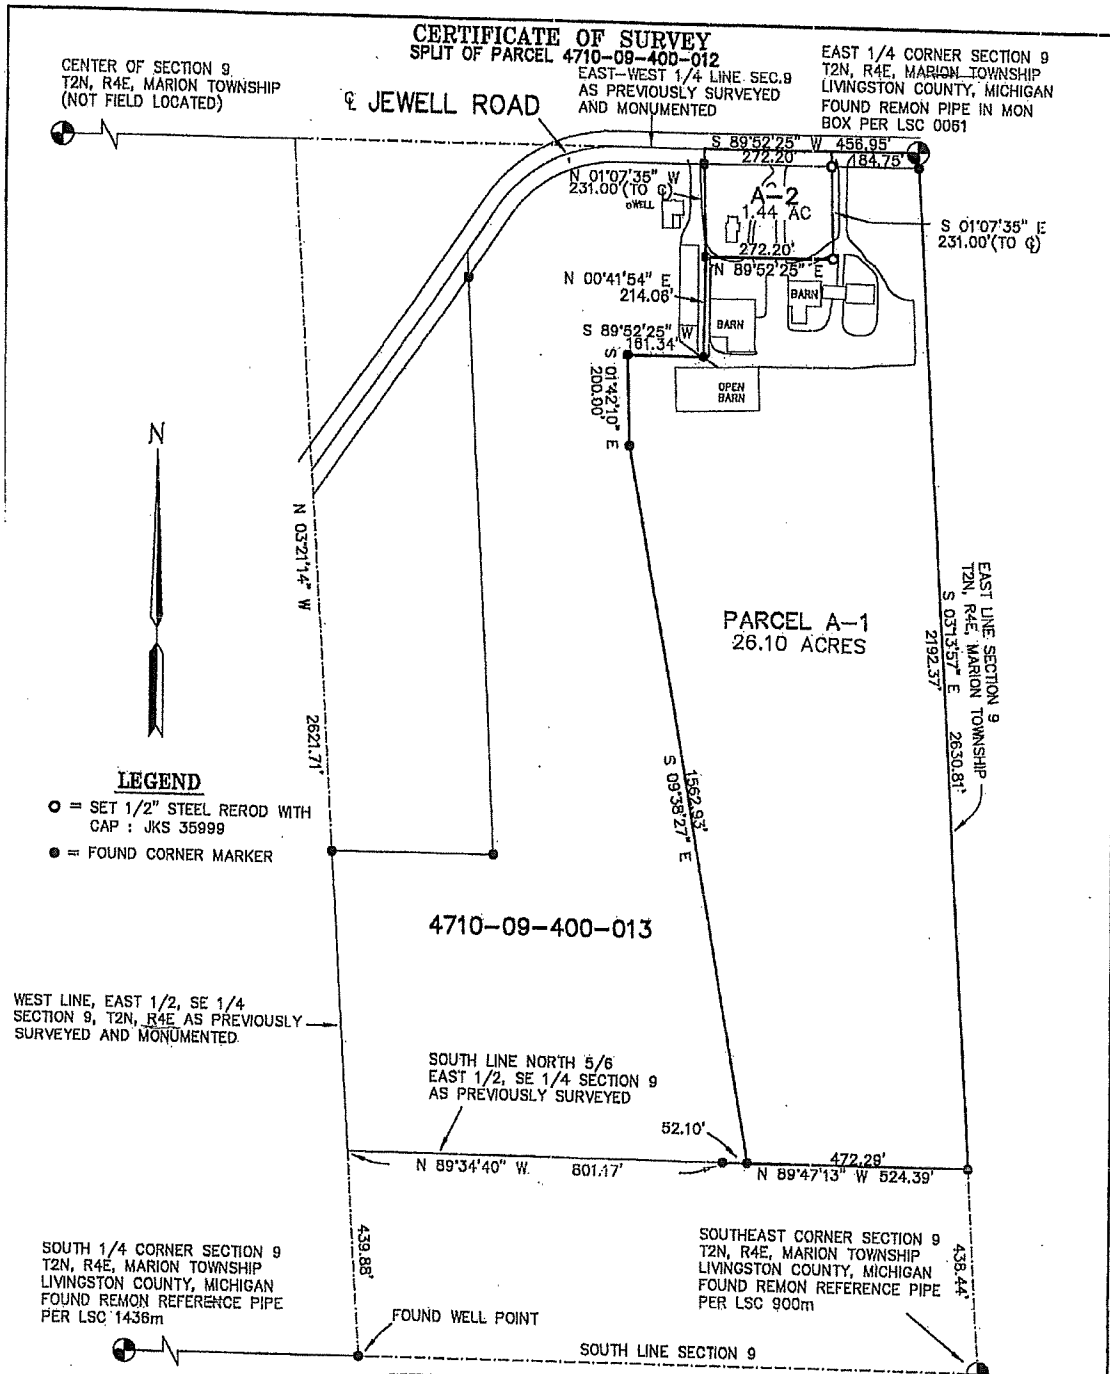 CERTIFICATE OF SURVEY
SPLIT OF PARCEL 4710-09-400-012
CENTER OF SECTION 9
T2N, R4E, MARION TOWNSHIP
(NOT FIELD LOCATED)
℄ JEWELL ROAD
EAST-WEST 1/4 LINE SEC.9
AS PREVIOUSLY SURVEYED
AND MONUMENTED
EAST 1/4 CORNER SECTION 9
T2N, R4E, MARION TOWNSHIP
LIVINGSTON COUNTY, MICHIGAN
FOUND REMON PIPE IN MON
BOX PER LSC 0061
S 89°52'25" W 456.95'
272.20'
184.75'
N 01°07'35" W
231.00'(TO ℄)
WELL
A-2
1.44 AC
S 01°07'35" E
231.00'(TO ℄)
272.20'
N 89°52'25" E
N 00°41'54" E
214.06'
BARN
BARN
S 89°52'25" W
161.34'
OPEN
BARN
S 01°42'10" E
200.00'
N
N 03°21'14" W
2621.71'
PARCEL A-1
26.10 ACRES
EAST LINE SECTION 9
T2N, R4E, MARION TOWNSHIP
S 03°13'57" E 2630.81'
2192.37'
1562.93'
S 09°38'27" E
LEGEND
= SET 1/2" STEEL REROD WITH
CAP : JKS 35999
= FOUND CORNER MARKER
4710-09-400-013
WEST LINE, EAST 1/2, SE 1/4
SECTION 9, T2N, R4E AS PREVIOUSLY
SURVEYED AND MONUMENTED
SOUTH LINE NORTH 5/6
EAST 1/2, SE 1/4 SECTION 9
AS PREVIOUSLY SURVEYED
52.10'
N 89°34'40" W. 801.17'
472.29'
N 89°47'13" W 524.39'
439.88'
438.44'
SOUTH 1/4 CORNER SECTION 9
T2N, R4E, MARION TOWNSHIP
LIVINGSTON COUNTY, MICHIGAN
FOUND REMON REFERENCE PIPE
PER LSC 1436m
FOUND WELL POINT
SOUTHEAST CORNER SECTION 9
T2N, R4E, MARION TOWNSHIP
LIVINGSTON COUNTY, MICHIGAN
FOUND REMON REFERENCE PIPE
PER LSC 900m
SOUTH LINE SECTION 9